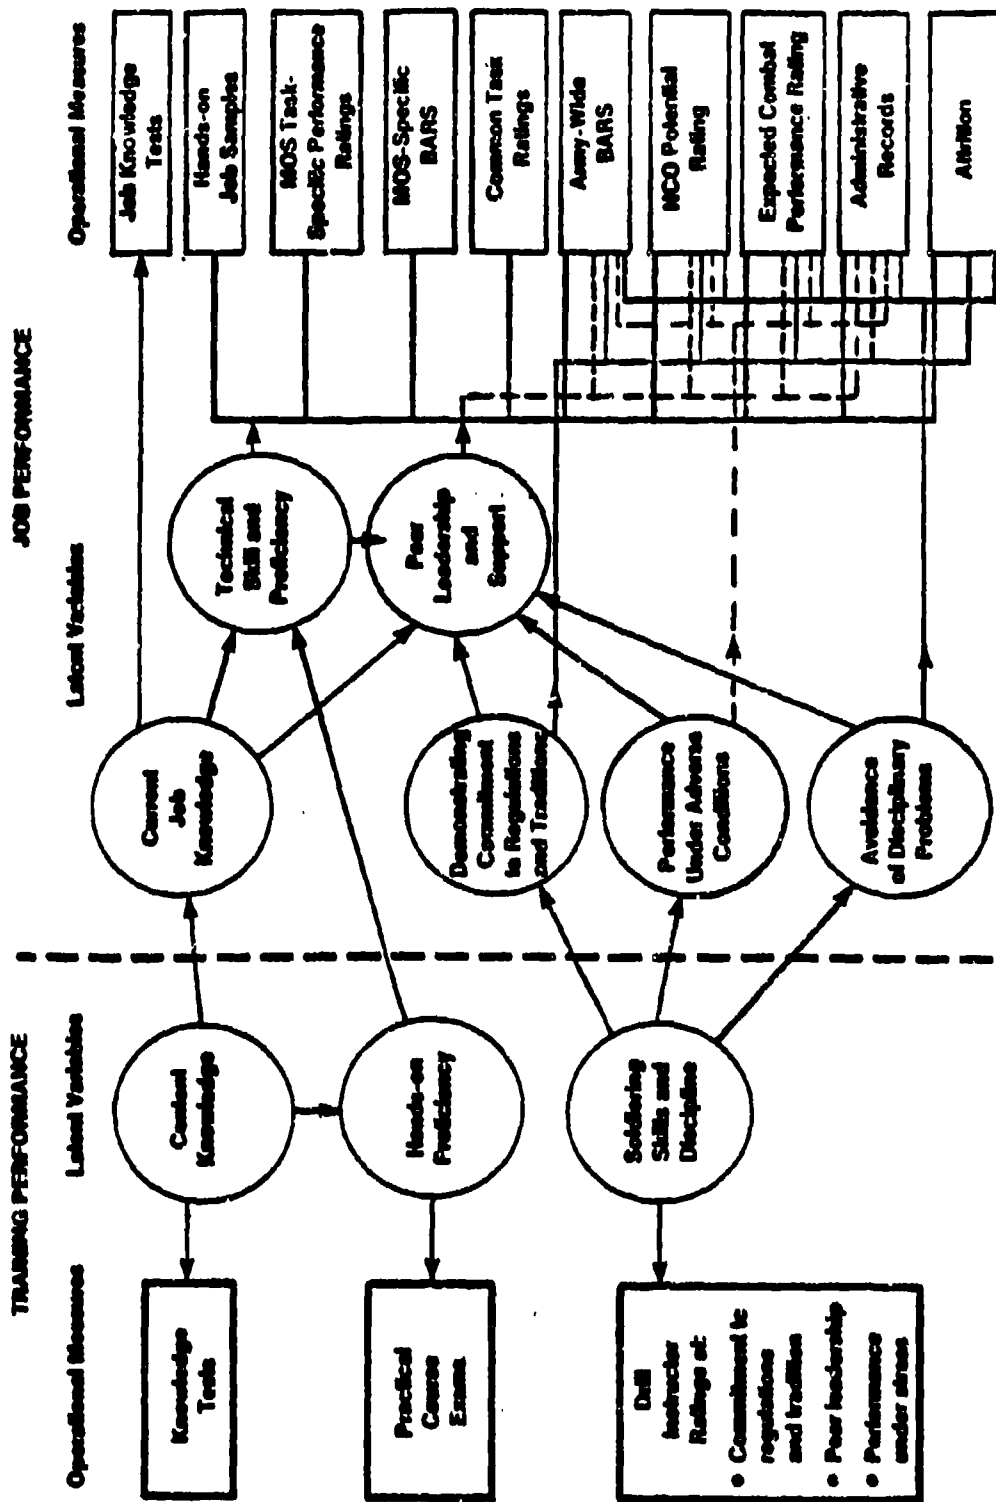 TRAINING PERFORMANCE
JOB PERFORMANCE
Operational Measures
Latent Variables
Latent Variables
Operational Measures
Knowledge
Tests
Practical
Course
Exams
Drill
Instructor
Ratings of:
• Commitment to
regulations
and tradition
• Peer leadership
• Performance
under stress
Content
Knowledge
Hands-on
Proficiency
Soldiering
Skills and
Discipline
Current
Job
Knowledge
Demonstrating
Commitment
to Regulations
and Traditions
Performance
Under Adverse
Conditions
Avoidance
of Disciplinary
Problems
Technical
Skill and
Proficiency
Peer
Leadership
and
Support
Job Knowledge
Tests
Hands-on
Job Samples
MOS Task-
Specific Performance
Ratings
MOS-Specific
BARS
Common Task
Ratings
Army-Wide
BARS
NCO Potential
Rating
Expected Combat
Performance Rating
Administrative
Records
Attrition